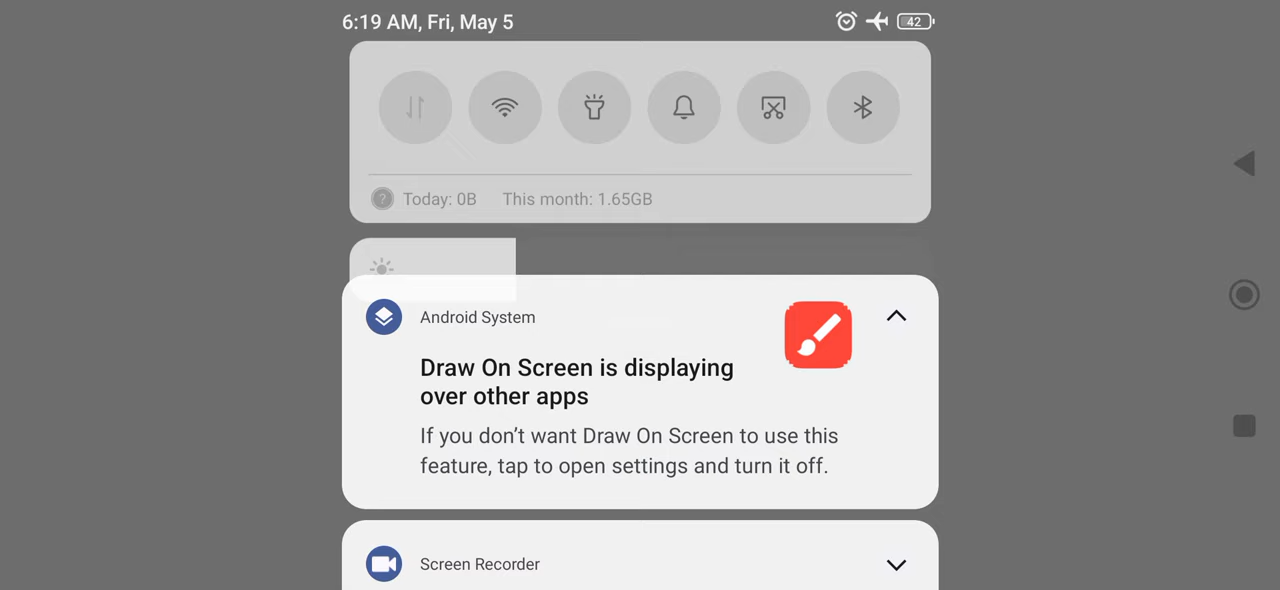 6:19 AM, Fri, May 5
42
? Today: 0B This month: 1.65GB
Android System
Draw On Screen is displaying
over other apps
If you don’t want Draw On Screen to use this
feature, tap to open settings and turn it off.
Screen Recorder